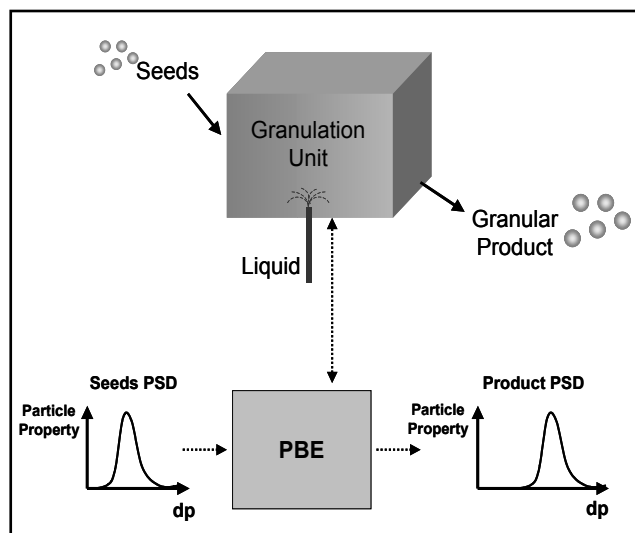 Seeds
Granulation
Unit
Granular
Product
Liquid
Seeds PSD
Product PSD
Particle
Property
PBE
Particle
Property
dp
dp